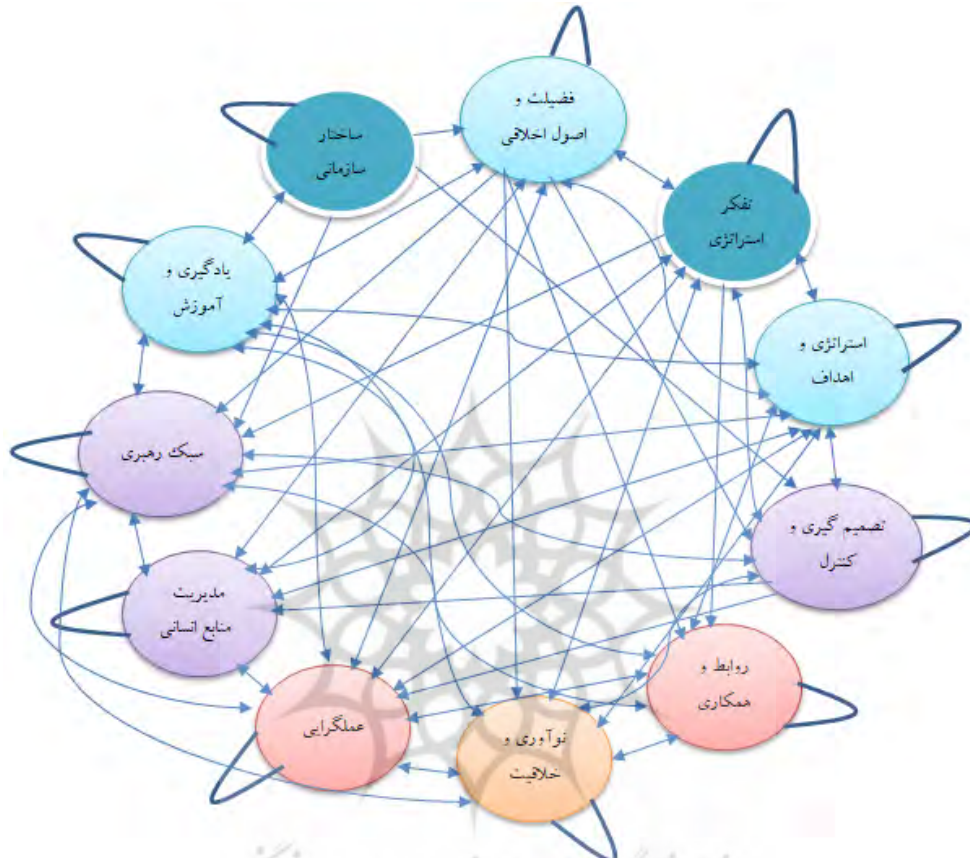 فضیلت و
اصول اخلاقی
ساختار
سازمانی
تفکر
استراتژی
یادگیری و
آموزش
استراتژی و
اهداف
سبک رهبری
تصمیم گیری و
کنترل
مدیریت
منابع انسانی
روابط و
همکاری
عملگرایی
نوآوری و
خلاقیت